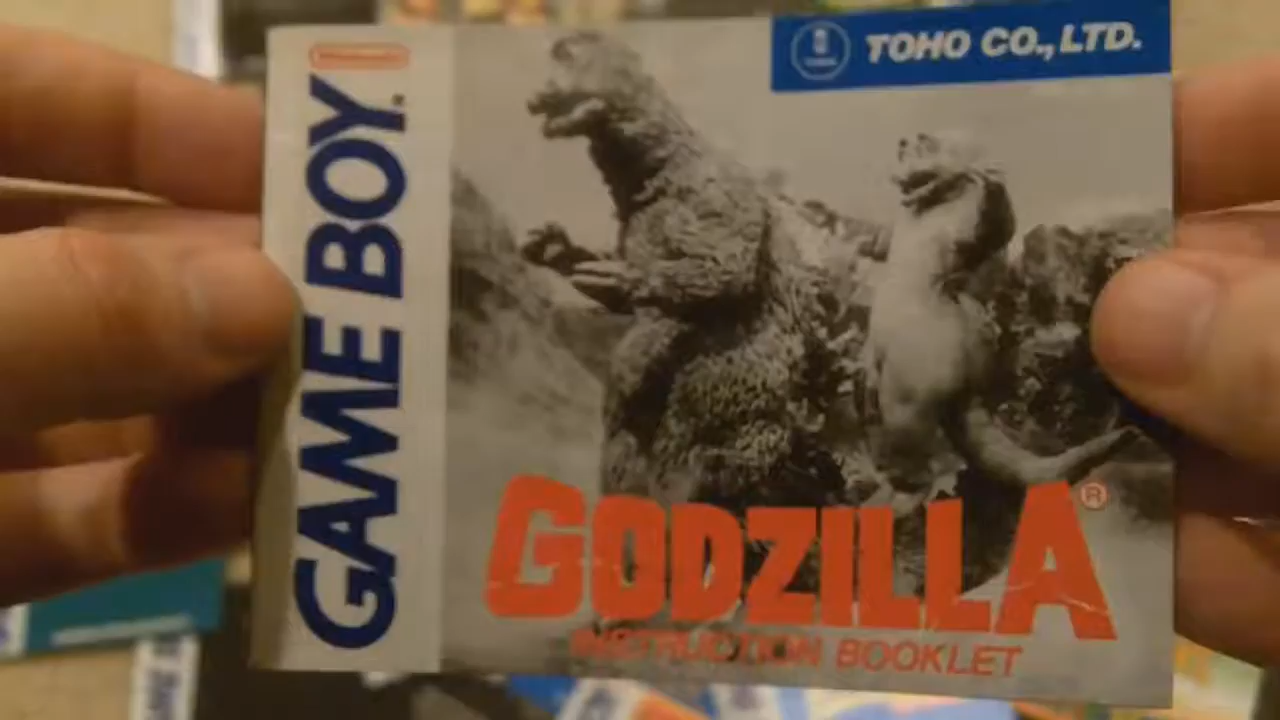 Nintendo
GAME BOY
TOHO CO., LTD.
GODZILLA®
INSTRUCTION BOOKLET